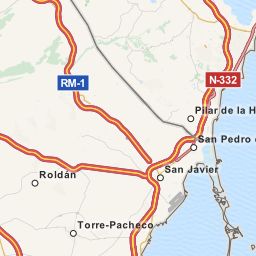 N-332
RM-1
Pilar de la H
San Pedro
San Javier
Roldán
Torre-Pacheco